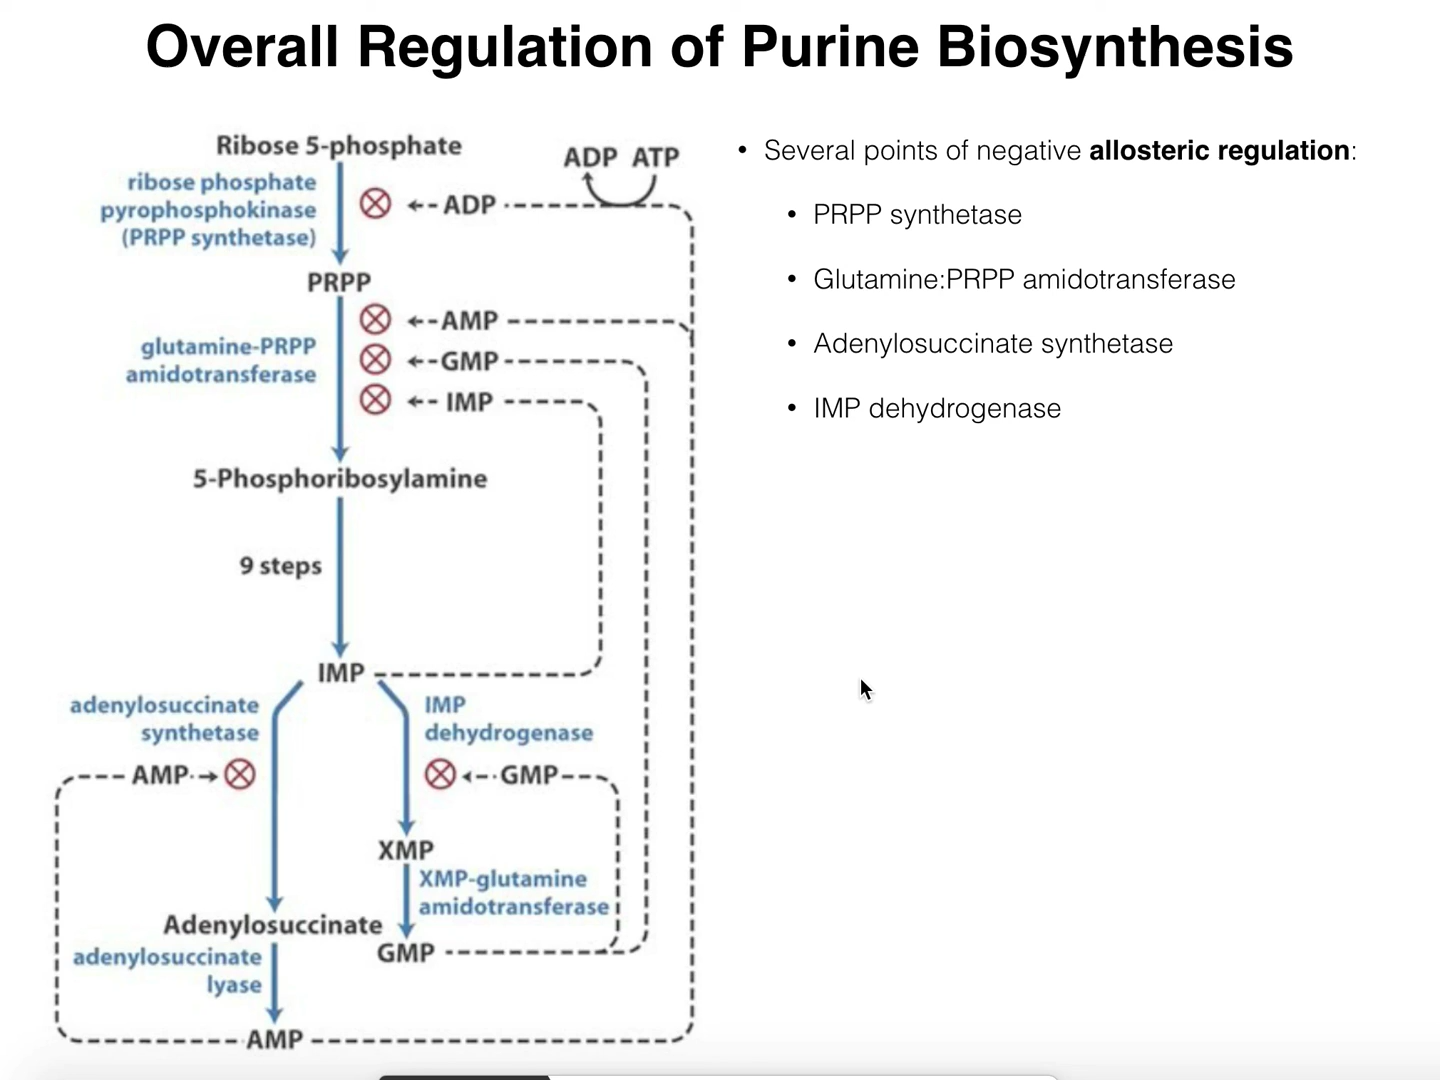 Overall Regulation of Purine Biosynthesis
Ribose 5-phosphate
ADP ATP
ribose phosphate
pyrophosphokinase
(PRPP synthetase)
ADP
PRPP
AMP
glutamine-PRPP
amidotransferase
GMP
IMP
5-Phosphoribosylamine
9 steps
IMP
adenylosuccinate
synthetase
IMP
dehydrogenase
AMP
GMP
XMP
XMP-glutamine
amidotransferase
Adenylosuccinate
GMP
adenylosuccinate
lyase
AMP
• Several points of negative allosteric regulation:
• PRPP synthetase
• Glutamine:PRPP amidotransferase
• Adenylosuccinate synthetase
• IMP dehydrogenase